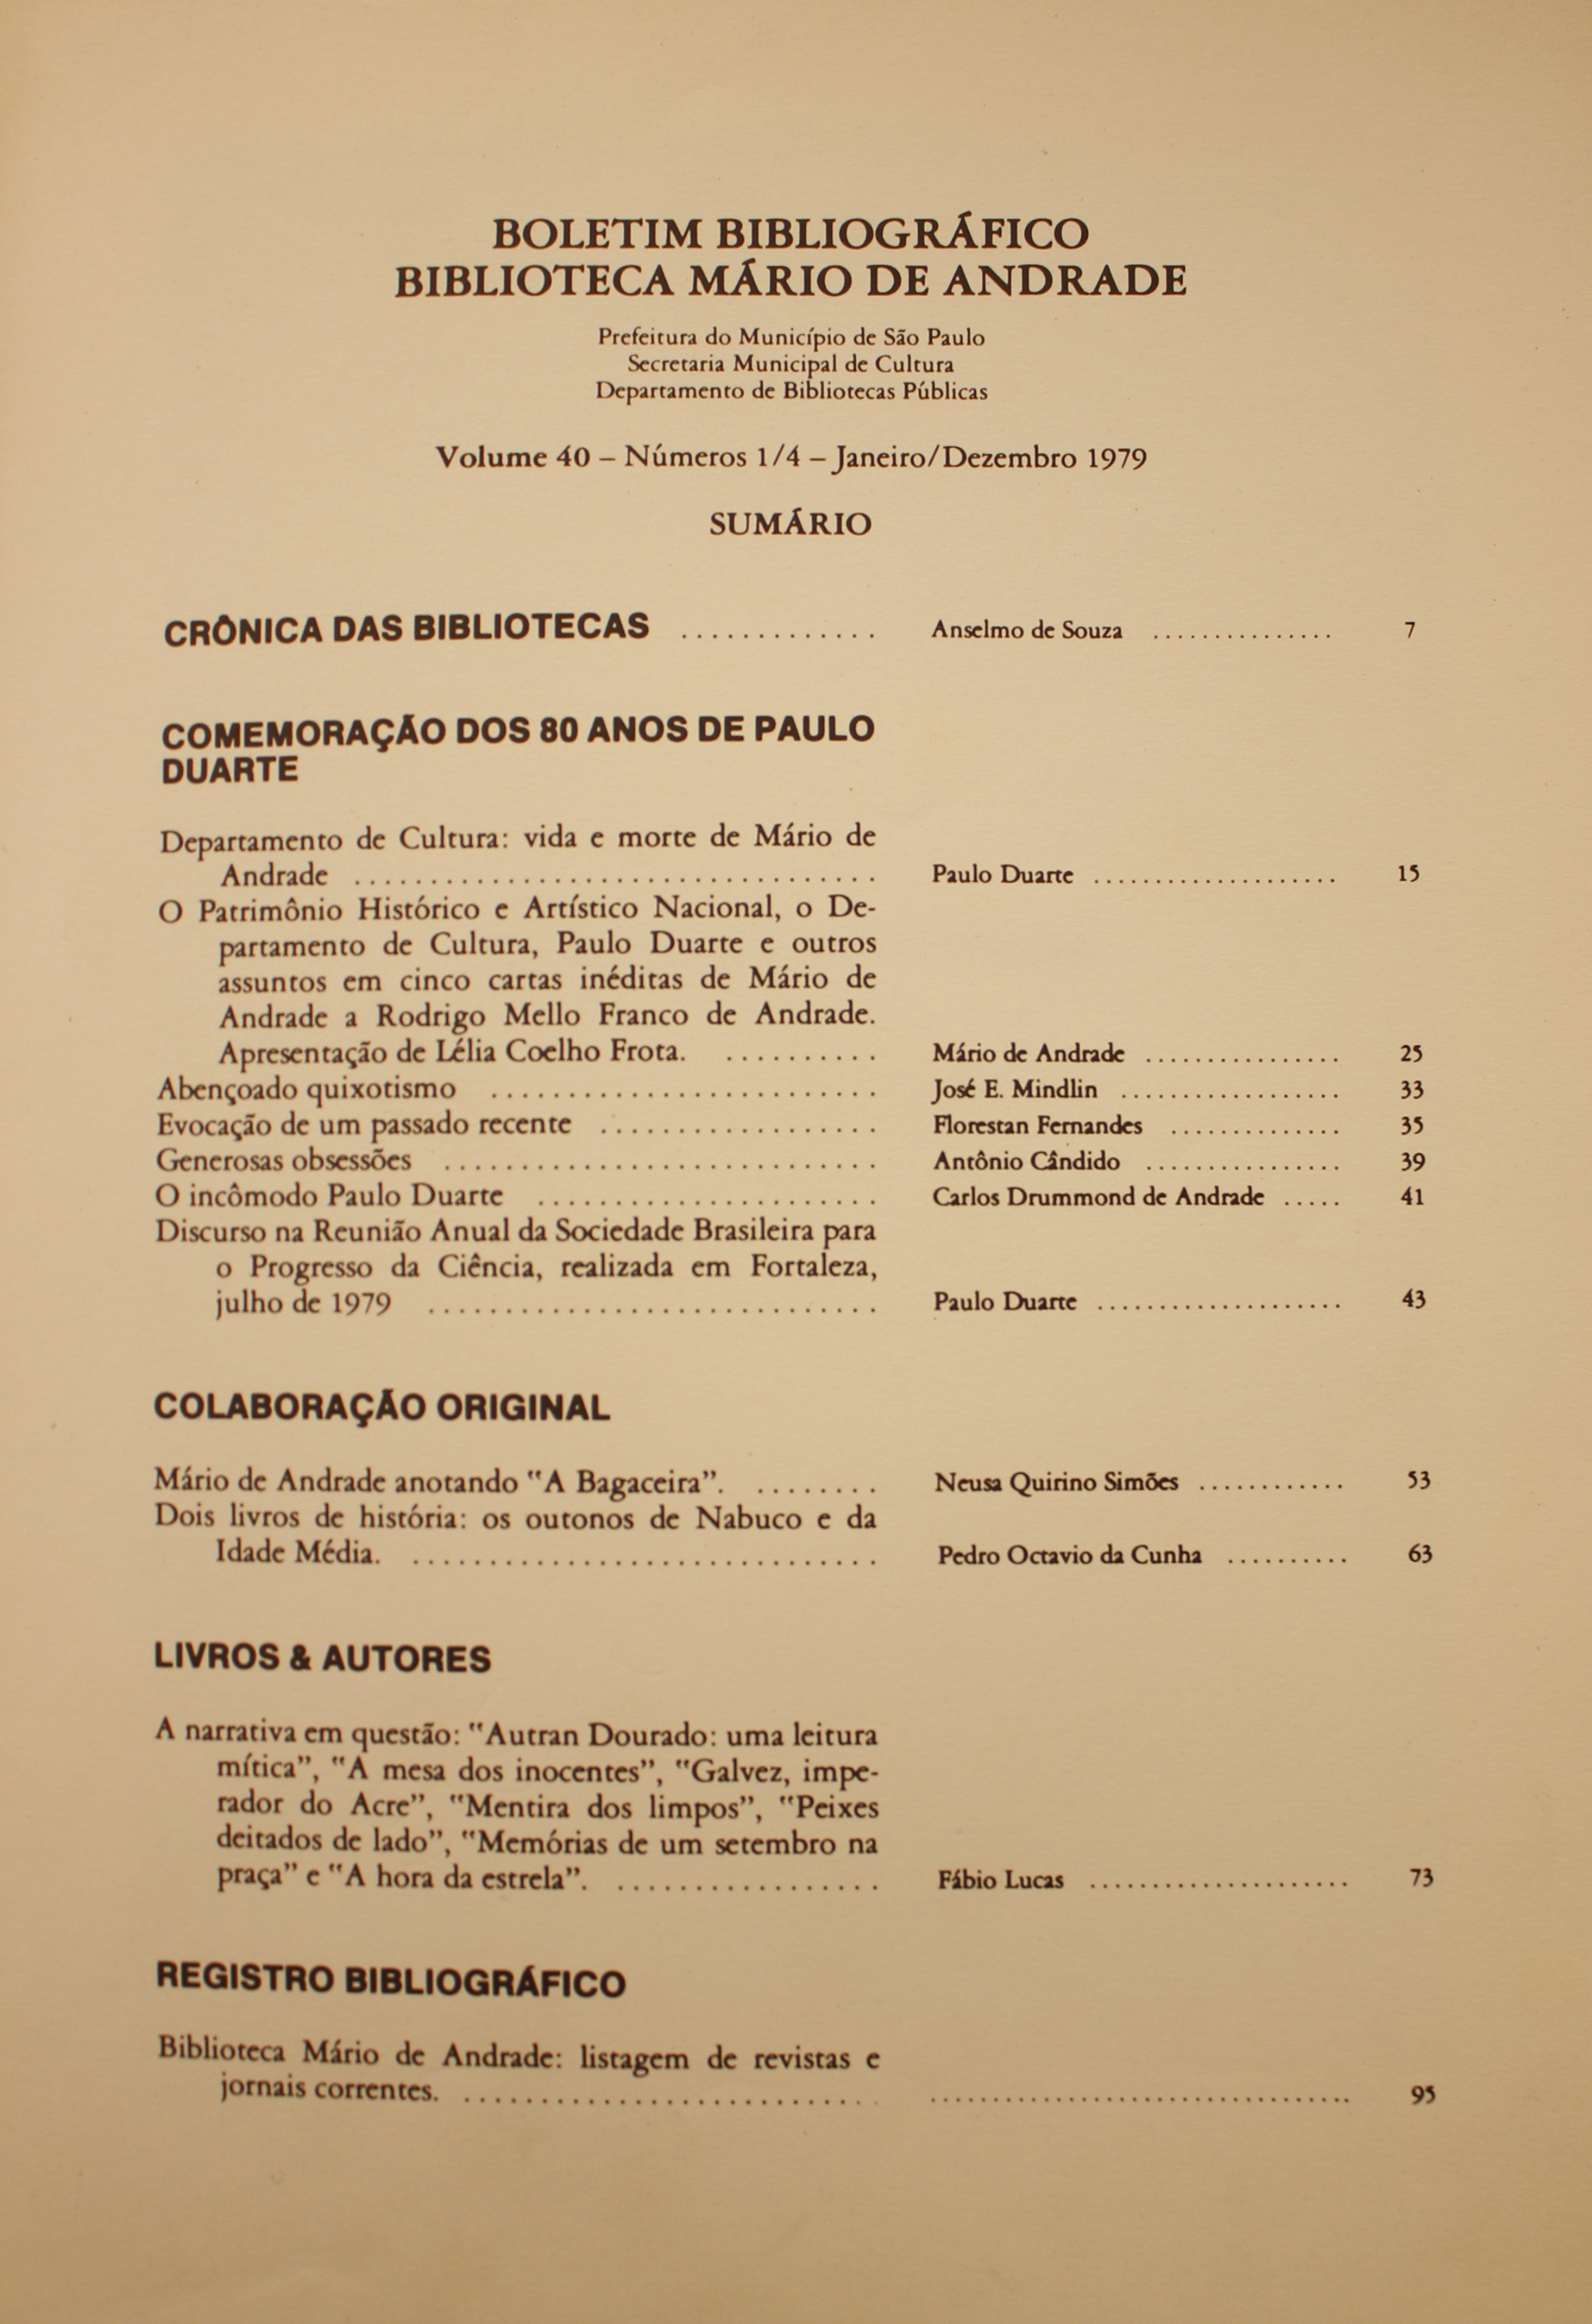 BOLETIM BIBLIOGRÁFICO
BIBLIOTECA MÁRIO DE ANDRADE
Prefeitura do Município de São Paulo
Secretaria Municipal de Cultura
Departamento de Bibliotecas Públicas
Volume 40 – Números 1/4 – Janeiro/Dezembro 1979
SUMÁRIO
CRÔNICA DAS BIBLIOTECAS ............. Anselmo de Souza ............... 7
COMEMORAÇÃO DOS 80 ANOS DE PAULO
DUARTE
Departamento de Cultura: vida e morte de Mário de
Andrade ................................... Paulo Duarte .................... 15
O Patrimônio Histórico e Artístico Nacional, o De-
partamento de Cultura, Paulo Duarte e outros
assuntos em cinco cartas inéditas de Mário de
Andrade a Rodrigo Mello Franco de Andrade.
Apresentação de Lélia Coelho Frota. .......... Mário de Andrade ................ 25
Abençoado quixotismo .......................... José E. Mindlin .................. 33
Evocação de um passado recente ................... Florestan Fernandes .............. 35
Generosas obsessões ............................. Antônio Cândido ................ 39
O incômodo Paulo Duarte ....................... Carlos Drummond de Andrade ..... 41
Discurso na Reunião Anual da Sociedade Brasileira para
o Progresso da Ciência, realizada em Fortaleza,
julho de 1979 .............................. Paulo Duarte .................... 43
COLABORAÇÃO ORIGINAL
Mário de Andrade anotando "A Bagaceira". ........ Neusa Quirino Simões ............ 53
Dois livros de história: os outonos de Nabuco e da
Idade Média. ............................... Pedro Octavio da Cunha .......... 63
LIVROS & AUTORES
A narrativa em questão: "Autran Dourado: uma leitura
mítica", "A mesa dos inocentes", "Galvez, impe-
rador do Acre", "Mentira dos limpos", "Peixes
deitados de lado", "Memórias de um setembro na
praça" e "A hora da estrela". ................. Fábio Lucas ..................... 73
REGISTRO BIBLIOGRÁFICO
Biblioteca Mário de Andrade: listagem de revistas e
jornais correntes. ........................... .................................. 95